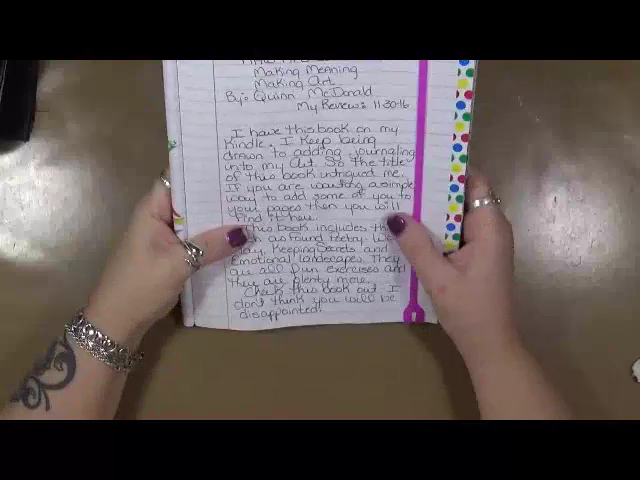 Making Meaning
Making Art
By: Quinn McDonald
My Review: 11-30-16
I have this book on my
Kindle. I keep being
drawn to adding journaling
into my Art. So the title
of this book intrigued me.
If you are wanting a simple
way to add some of you to
your pages then you will
find it here.
This book includes
as found Poetry.
Keeping Secrets and
Emotional landscapes. They
are all fun exercises and
there are plenty more.
Check this book out. I
dont think you will be
disappointed!